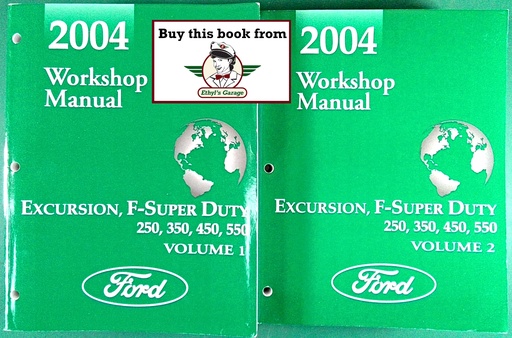 2004
Workshop
Manual
EXCURSION, F-SUPER DUTY
250, 350, 450, 550
VOLUME 1
Ford
Buy this book from
Ethyl's Garage
2004
Workshop
Manual
EXCURSION, F-SUPER DUTY
250, 350, 450, 550
VOLUME 2
Ford